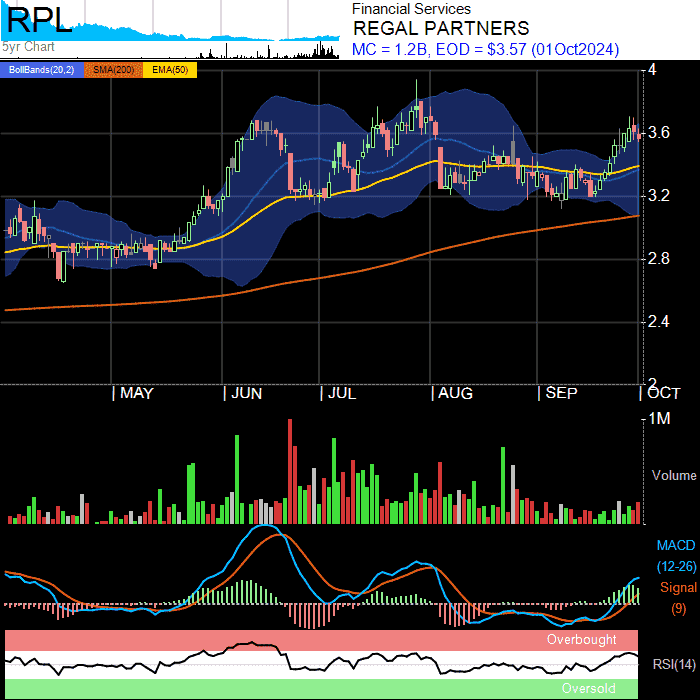 RPL
5yr Chart
Financial Services
REGAL PARTNERS
MC = 1.2B, EOD = $3.57 (01Oct2024)
BollBands(20,2) SMA(200) EMA(50)
4
3.6
3.2
2.8
2.4
2
MAY JUN JUL AUG SEP OCT
1M
Volume
MACD
(12-26)
Signal
(9)
Overbought
RSI(14)
Oversold